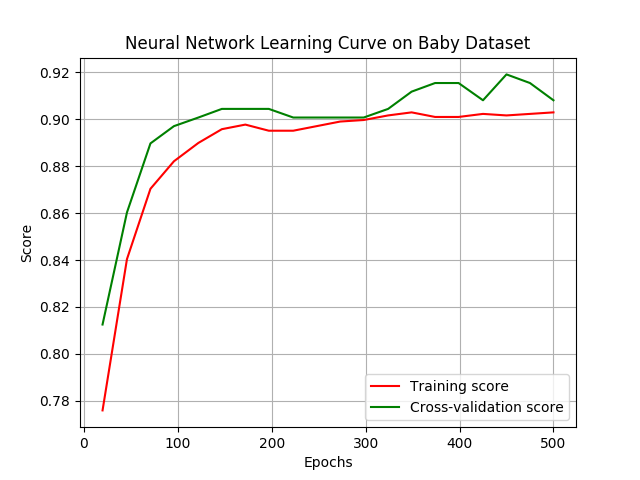 Neural Network Learning Curve on Baby Dataset
0.92
0.90
0.88
0.86
0.84
0.82
0.80
0.78
Score
0 100 200 300 400 500
Epochs
Training score
Cross-validation score